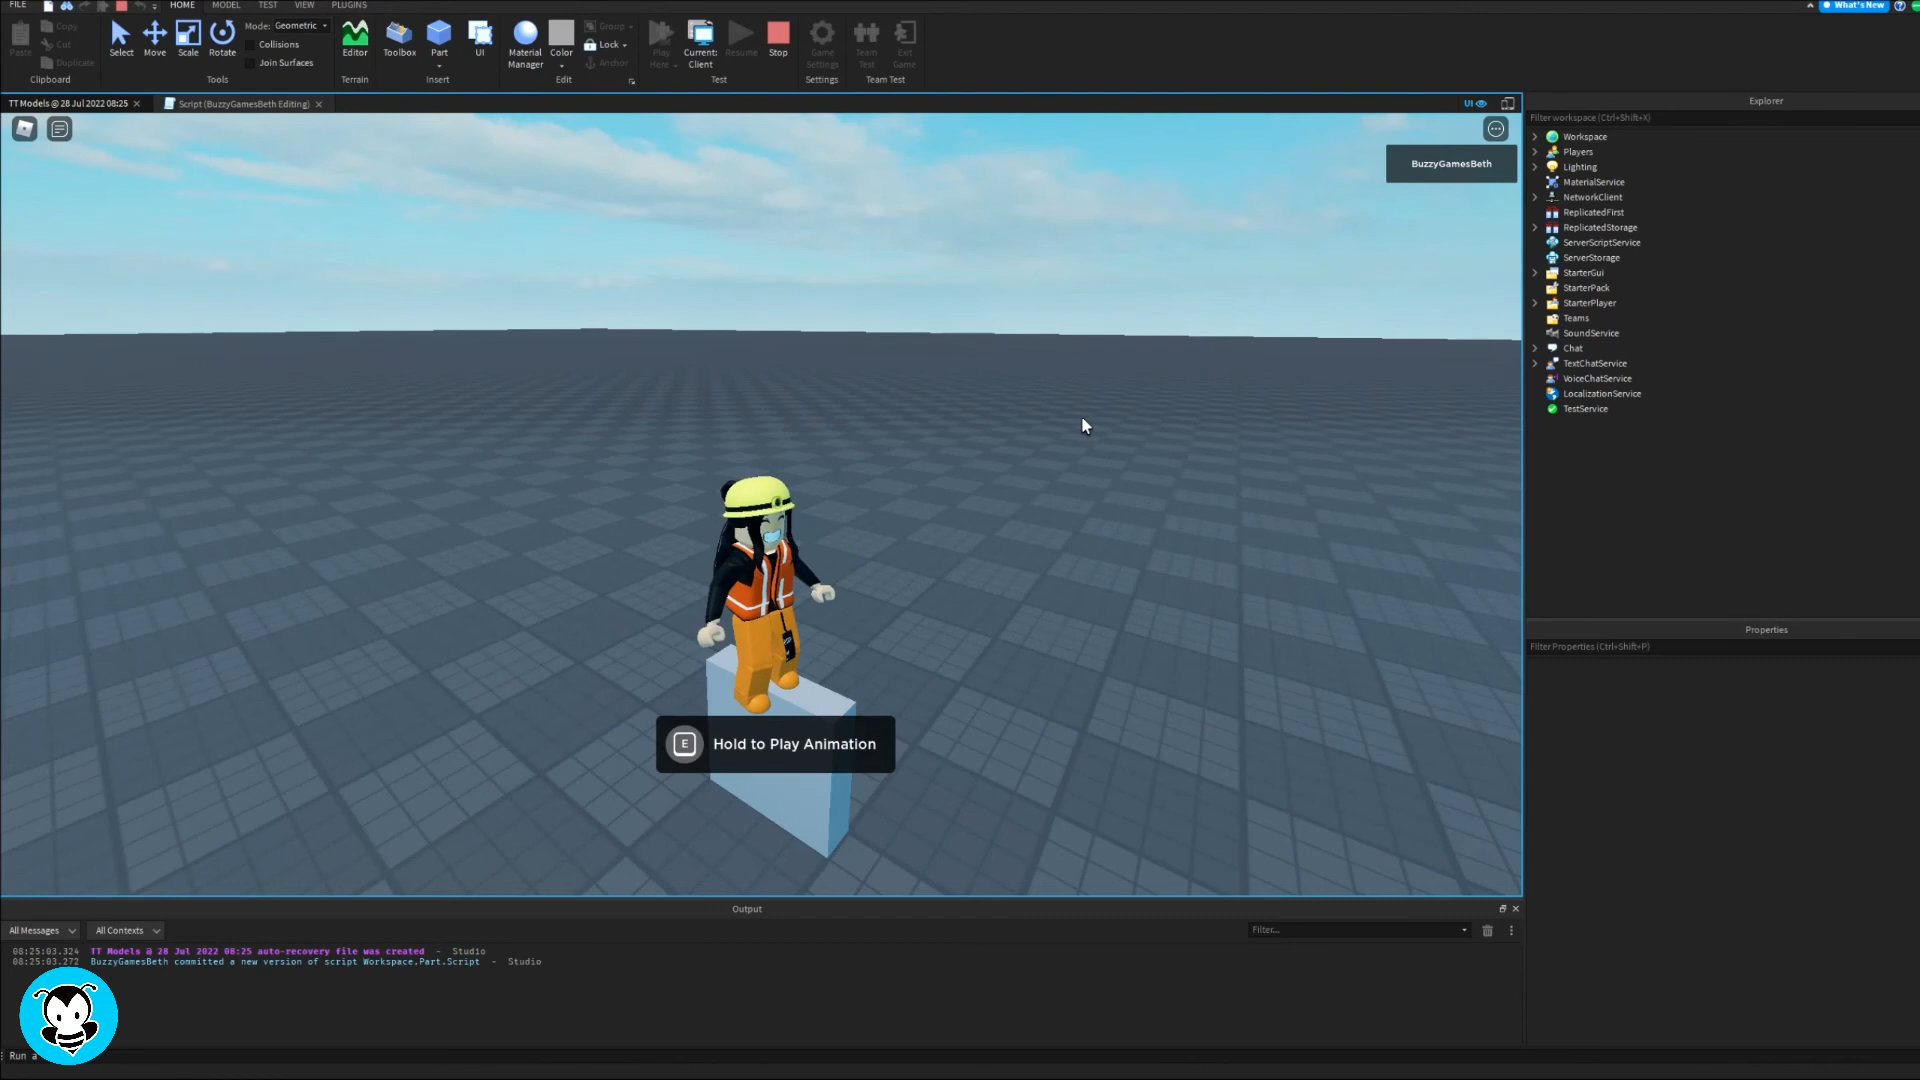 FILE HOME MODEL TEST VIEW PLUGINS
What's New
Paste Copy Cut Duplicate
Clipboard
Select Move Scale Rotate
Mode: Geometric
Collisions
Join Surfaces
Tools
Editor
Terrain
Toolbox Part UI
Insert
Material Manager Color Group Lock Anchor
Edit
Play Here Current: Client Resume Stop
Test
Game Settings
Settings
Team Test Exit Game
Team Test
TT Models @ 28 Jul 2022 08:25
Script (BuzzyGamesBeth Editing)
UI
BuzzyGamesBeth
E Hold to Play Animation
Explorer
Filter workspace (Ctrl+Shift+X)
Workspace
Players
Lighting
MaterialService
NetworkClient
ReplicatedFirst
ReplicatedStorage
ServerScriptService
ServerStorage
StarterGui
StarterPack
StarterPlayer
Teams
SoundService
Chat
TextChatService
VoiceChatService
LocalizationService
TestService
Properties
Filter Properties (Ctrl+Shift+P)
Output
All Messages All Contexts
Filter...
08:25:03.324 TT Models @ 28 Jul 2022 08:25 auto-recovery file was created - Studio
08:25:03.272 BuzzyGamesBeth committed a new version of script Workspace.Part.Script - Studio
Run a